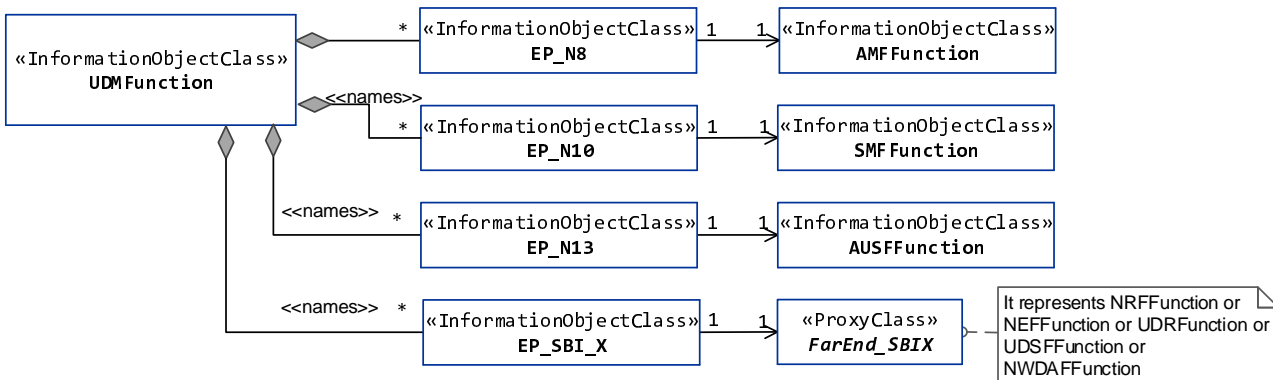 «InformationObjectClass»
UDMFunction
*
«InformationObjectClass»
EP_N8
1
1
«InformationObjectClass»
AMFFunction
<<names>>
*
«InformationObjectClass»
EP_N10
1
1
«InformationObjectClass»
SMFFunction
<<names>>
*
«InformationObjectClass»
EP_N13
1
1
«InformationObjectClass»
AUSFFunction
<<names>>
*
«InformationObjectClass»
EP_SBI_X
1
1
«ProxyClass»
FarEnd_SBIX
It represents NRFFunction or
NEFFunction or UDRFunction or
UDSFFunction or
NWDAFFunction